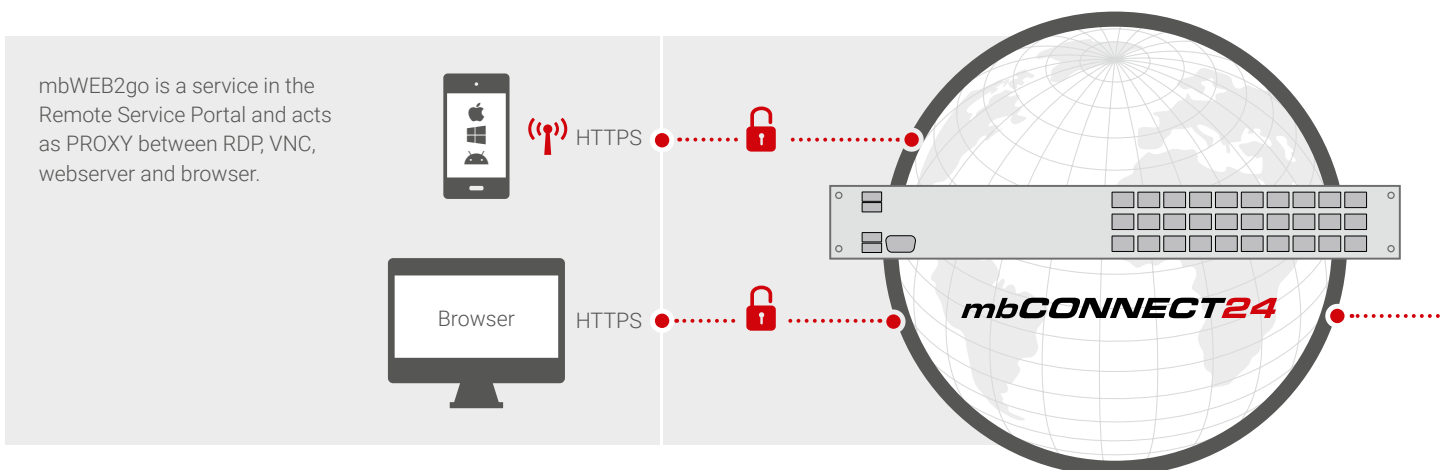 mbWEB2go is a service in the
Remote Service Portal and acts
as PROXY between RDP, VNC,
webserver and browser.
HTTPS
Browser
HTTPS
mbCONNECT24